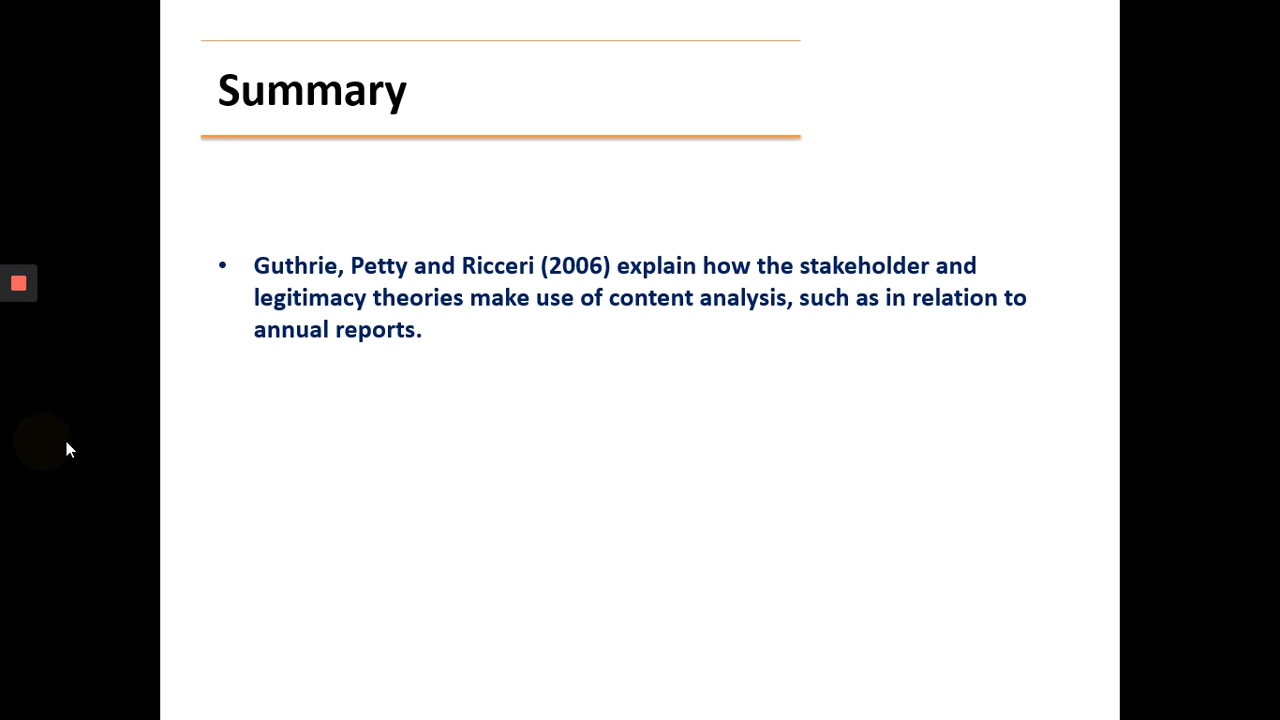 Summary
• Guthrie, Petty and Ricceri (2006) explain how the stakeholder and
legitimacy theories make use of content analysis, such as in relation to
annual reports.